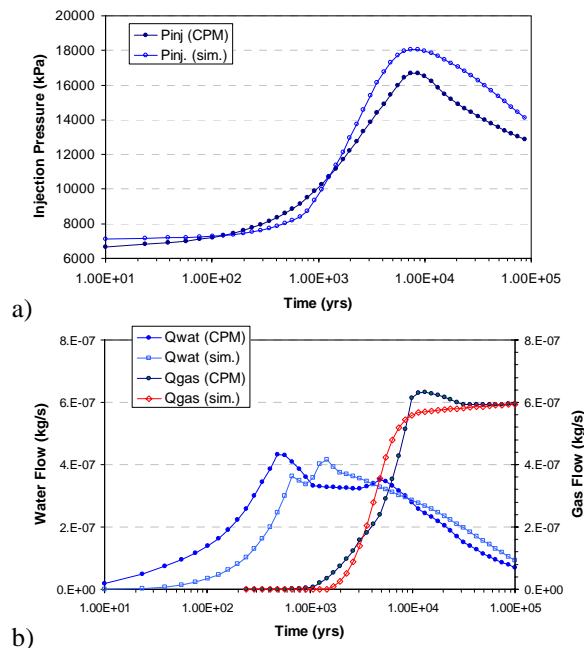 Pinj (CPM)
Pinj. (sim.)
20000
18000
16000
14000
12000
10000
8000
6000
Injection Pressure (kPa)
1.00E+01 1.00E+02 1.00E+03 1.00E+04 1.00E+05
Time (yrs)
a)
Qwat (CPM)
Qwat (sim.)
Qgas (CPM)
Qgas (sim.)
8.E-07 8.E-07
6.E-07 6.E-07
4.E-07 4.E-07
2.E-07 2.E-07
0.E+00 0.E+00
Water Flow (kg/s)
Gas Flow (kg/s)
1.00E+01 1.00E+02 1.00E+03 1.00E+04 1.00E+05
Time (yrs)
b)